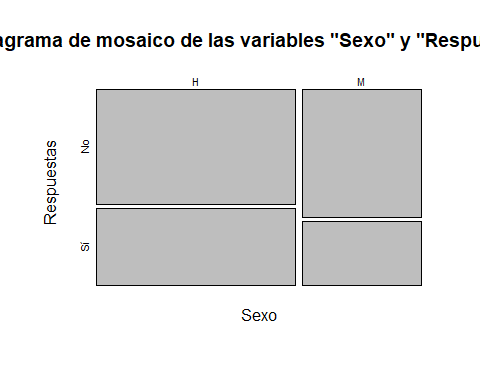 agrama de mosaico de las variables "Sexo" y "Respu
H M
No
Sí
Respuestas
Sexo